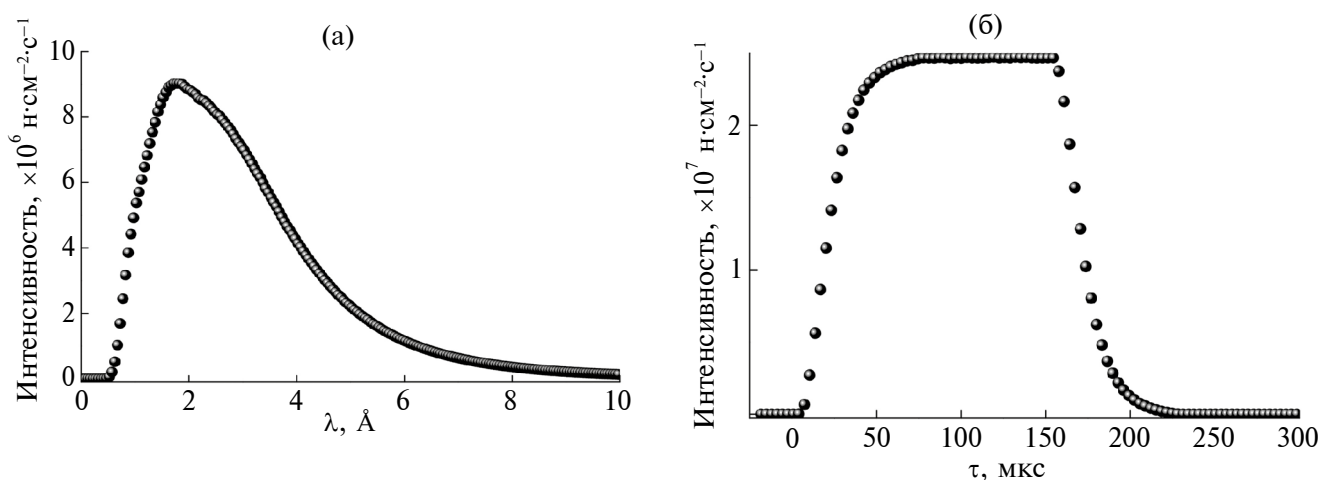 (а)
Интенсивность, ×10⁶ н·см⁻²·с⁻¹
10
8
6
4
2
0
0 2 4 6 8 10
λ, Å
(б)
Интенсивность, ×10⁷ н·см⁻²·с⁻¹
2
1
0 50 100 150 200 250 300
τ, мкс